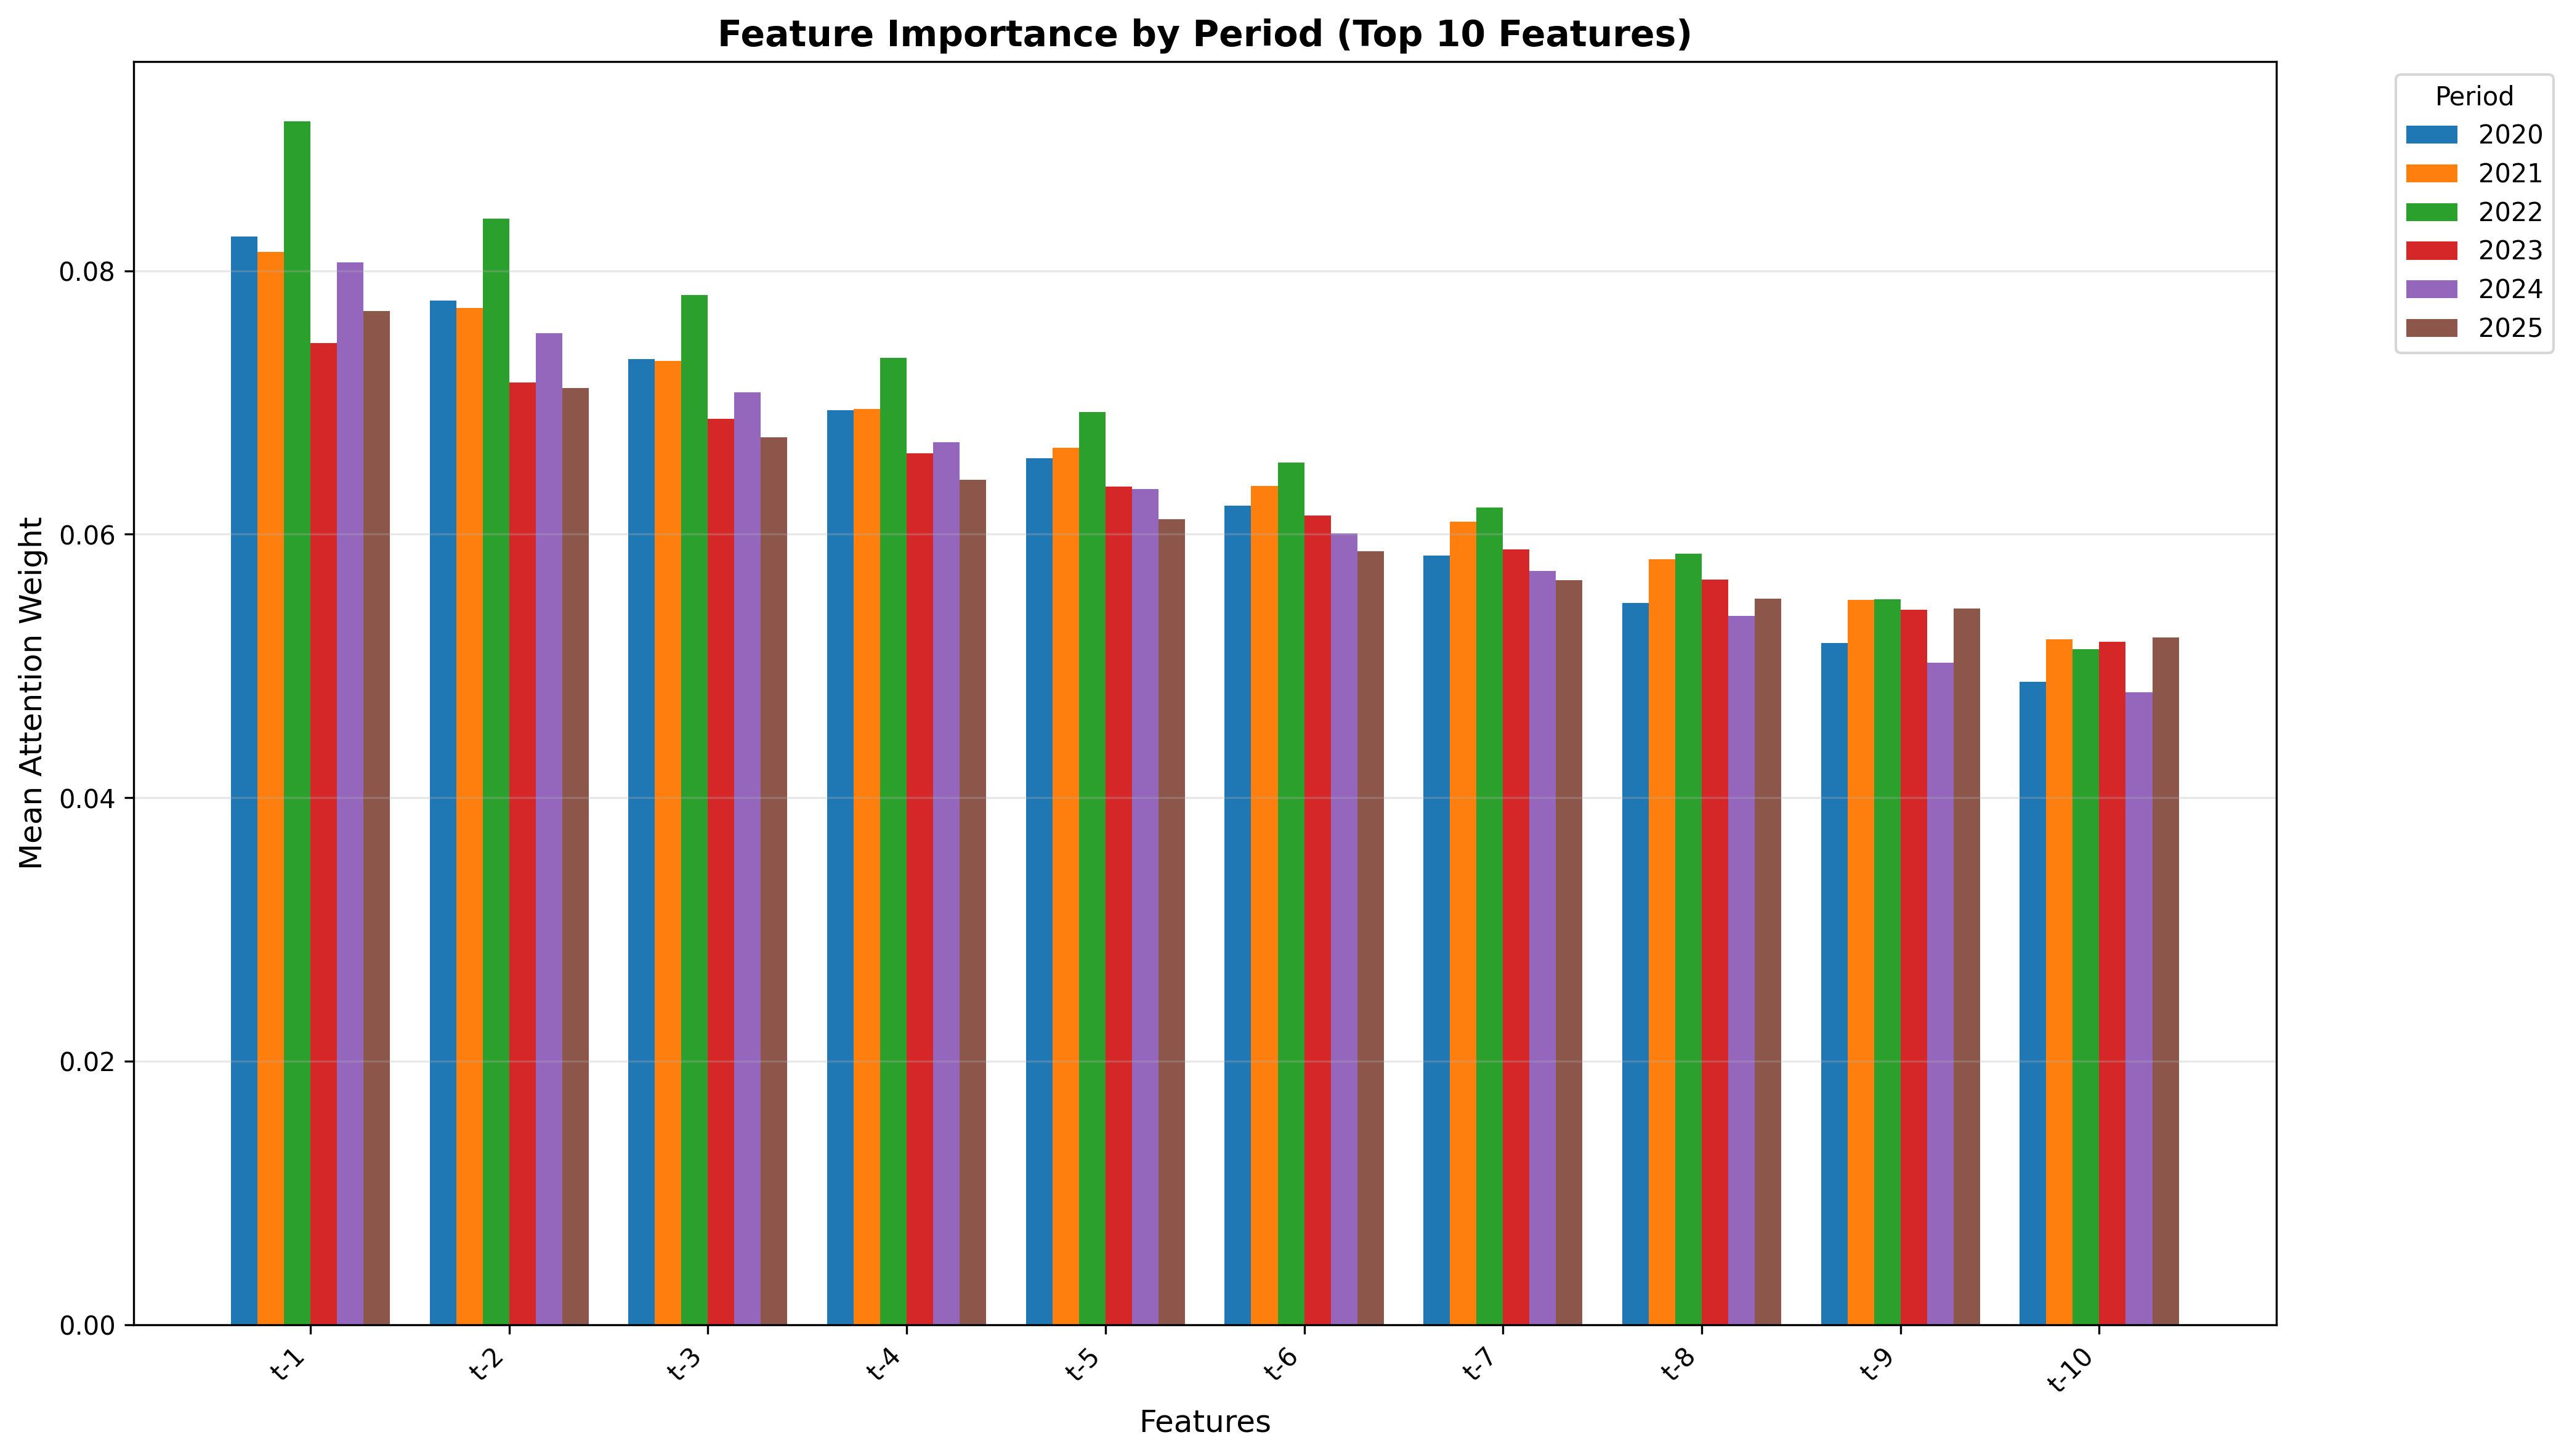 Feature Importance by Period (Top 10 Features)
Period
2020
2021
2022
2023
2024
2025
Mean Attention Weight
0.08
0.06
0.04
0.02
0.00
t-1
t-2
t-3
t-4
t-5
t-6
t-7
t-8
t-9
t-10
Features